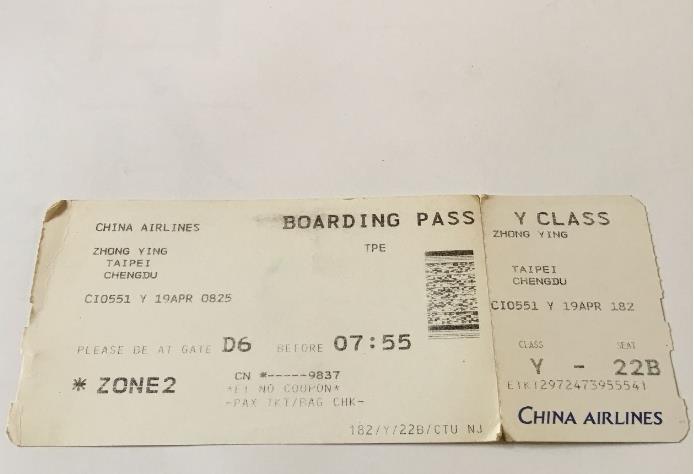 CHINA AIRLINES
BOARDING PASS
ZHONG YING
TPE
TAIPEI
CHENGDU
CI0551 Y 19APR 0825
PLEASE BE AT GATE D6 BEFORE 07:55
* ZONE2
CN *-----9837
*ET NO COUPON*
-PAX TKT/BAG CHK-
182/Y/22B/CTU NJ
Y CLASS
ZHONG YING
TAIPEI
CHENGDU
CI0551 Y 19APR 182
CLASS SEAT
Y - 22B
ETKT2972473955541
CHINA AIRLINES